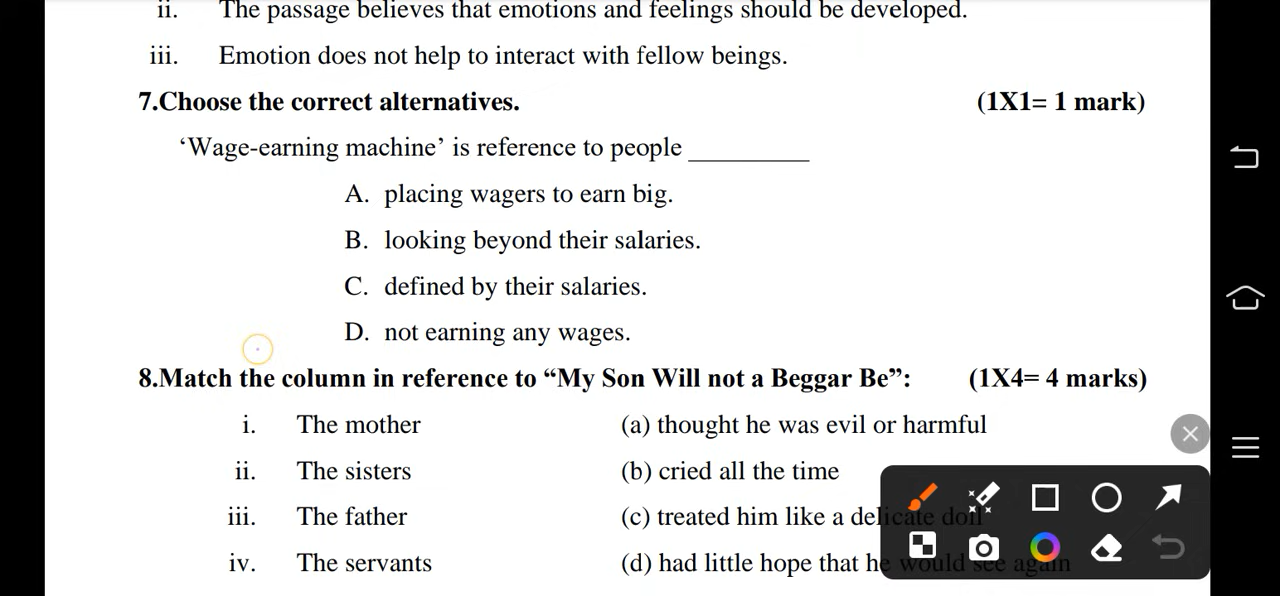 ii. The passage believes that emotions and feelings should be developed.
iii. Emotion does not help to interact with fellow beings.
7.Choose the correct alternatives. (1X1= 1 mark)
‘Wage-earning machine’ is reference to people __________
A. placing wagers to earn big.
B. looking beyond their salaries.
C. defined by their salaries.
D. not earning any wages.
8.Match the column in reference to “My Son Will not a Beggar Be”: (1X4= 4 marks)
i. The mother (a) thought he was evil or harmful
ii. The sisters (b) cried all the time
iii. The father (c) treated him like a delicate doll
iv. The servants (d) had little hope that he would see again